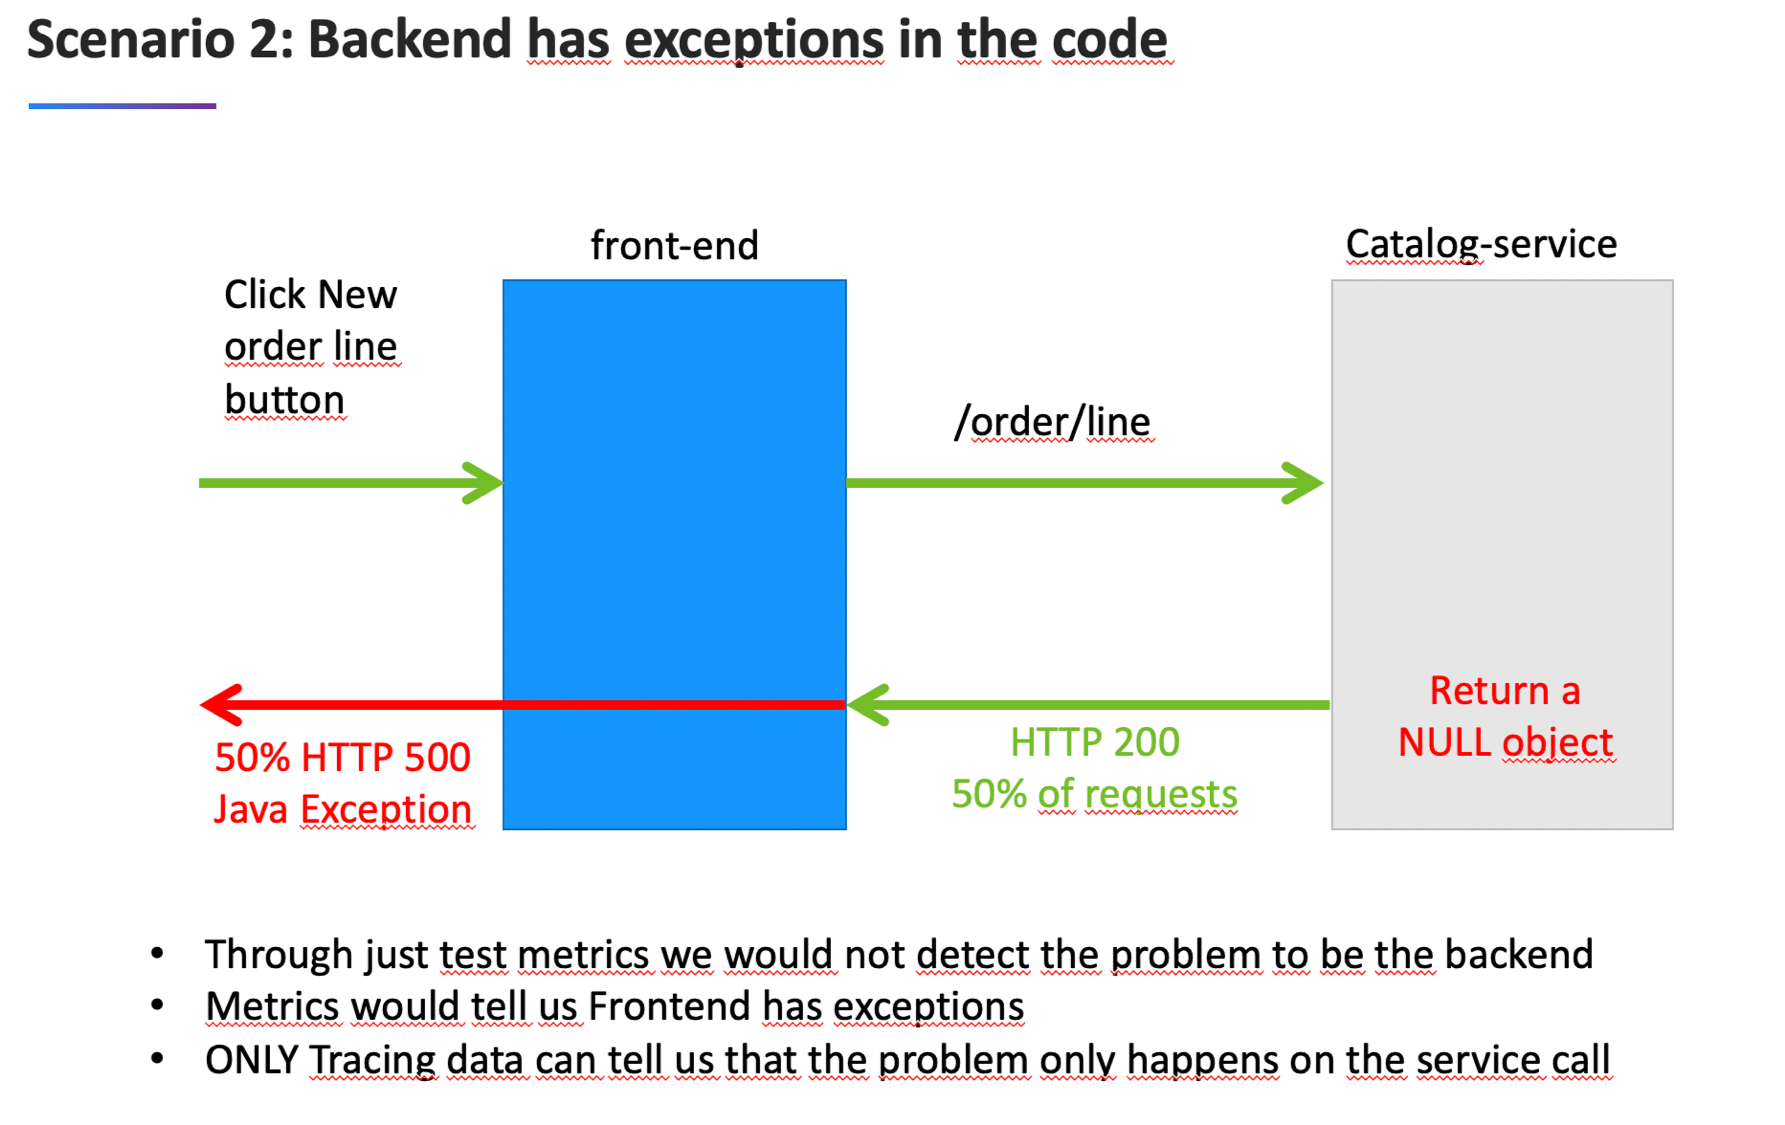 Scenario 2: Backend has exceptions in the code
front-end
Catalog-service
Click New
order line
button
/order/line
Return a
NULL object
HTTP 200
50% of requests
50% HTTP 500
Java Exception
• Through just test metrics we would not detect the problem to be the backend
• Metrics would tell us Frontend has exceptions
• ONLY Tracing data can tell us that the problem only happens on the service call